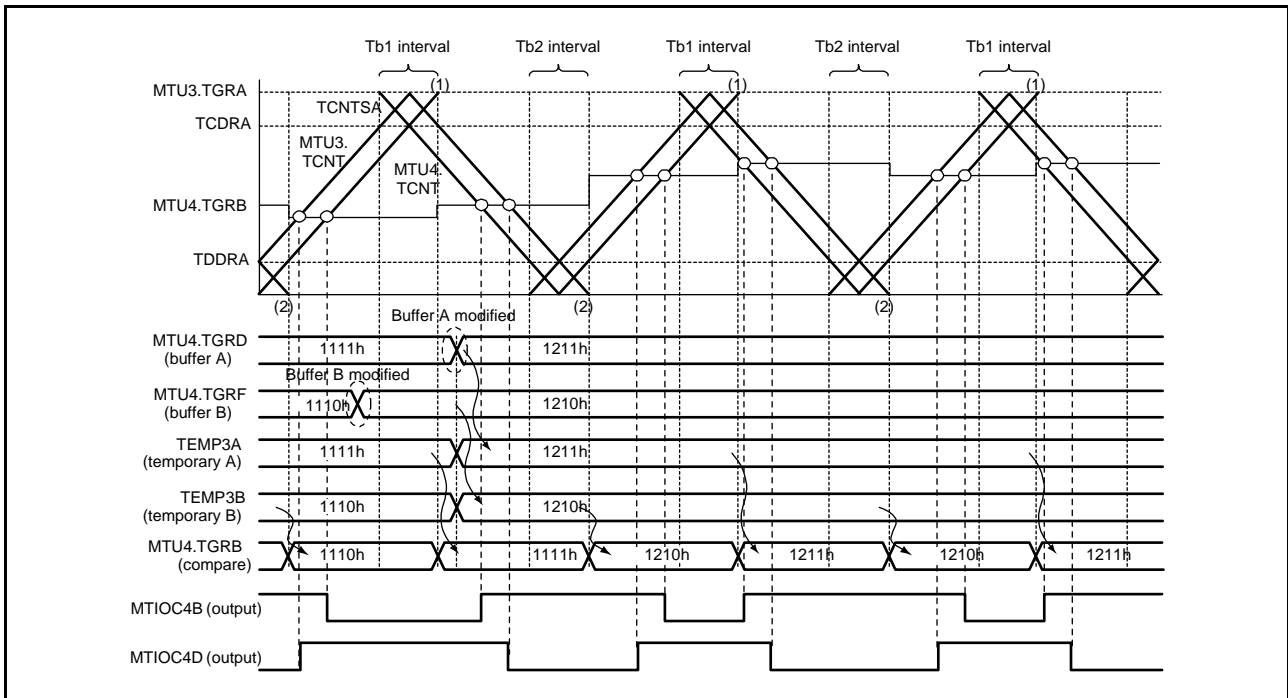 Tb1 interval Tb2 interval Tb1 interval Tb2 interval Tb1 interval
MTU3.TGRA (1) (1) (1)
TCNTSA
TCDRA
MTU3.
TCNT
MTU4.
TCNT
MTU4.TGRB
TDDRA
(2) (2) (2)
Buffer A modified
MTU4.TGRD
(buffer A)
1111h 1211h
Buffer B modified
MTU4.TGRF
(buffer B)
1110h 1210h
TEMP3A
(temporary A)
1111h 1211h
TEMP3B
(temporary B)
1110h 1210h
MTU4.TGRB
(compare)
1110h 1111h 1210h 1211h 1210h 1211h
MTIOC4B (output)
MTIOC4D (output)